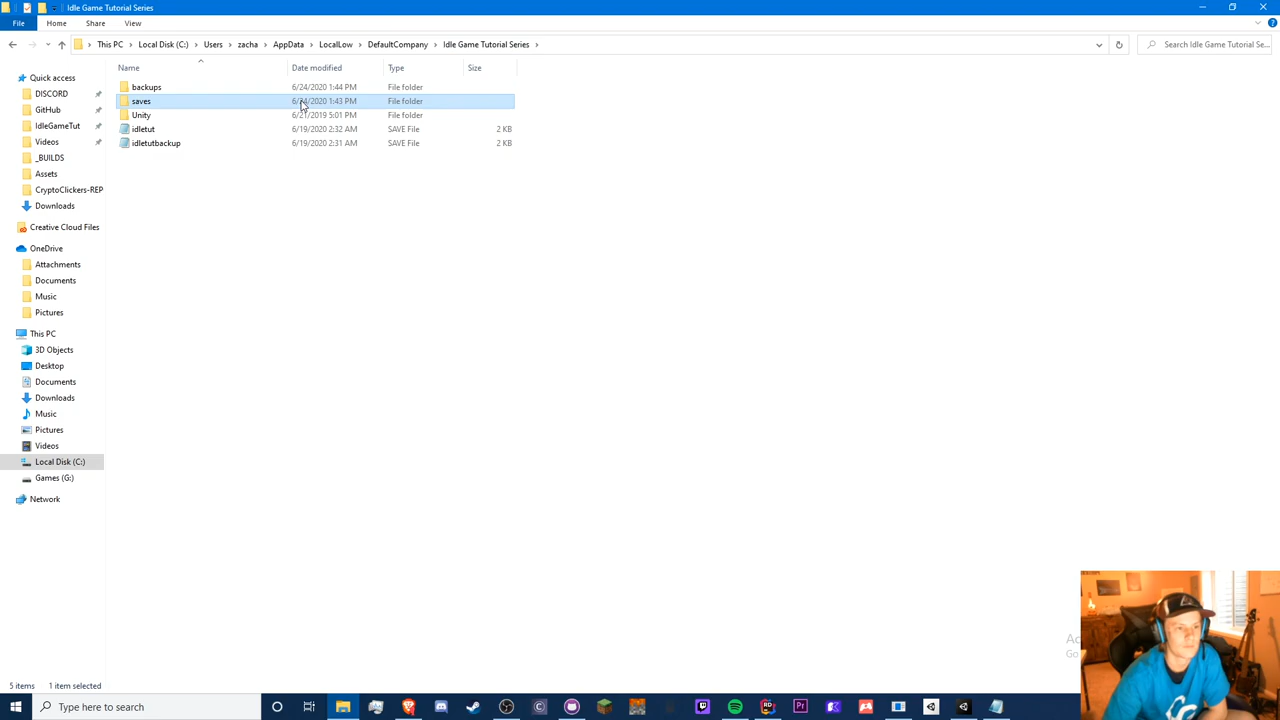 Idle Game Tutorial Series
File Home Share View
This PC > Local Disk (C:) > Users > zacha > AppData > LocalLow > DefaultCompany > Idle Game Tutorial Series >
Search Idle Game Tutorial Se...
Name Date modified Type Size
backups 6/24/2020 1:44 PM File folder
saves 6/24/2020 1:43 PM File folder
Unity 6/21/2019 5:01 PM File folder
idletut 6/19/2020 2:32 AM SAVE File 2 KB
idletutbackup 6/19/2020 2:31 AM SAVE File 2 KB
Quick access
DISCORD
GitHub
IdleGameTut
Videos
_BUILDS
Assets
CryptoClickers-REP
Downloads
Creative Cloud Files
OneDrive
Attachments
Documents
Music
Pictures
This PC
3D Objects
Desktop
Documents
Downloads
Music
Pictures
Videos
Local Disk (C:)
Games (G:)
Network
5 items 1 item selected
Type here to search